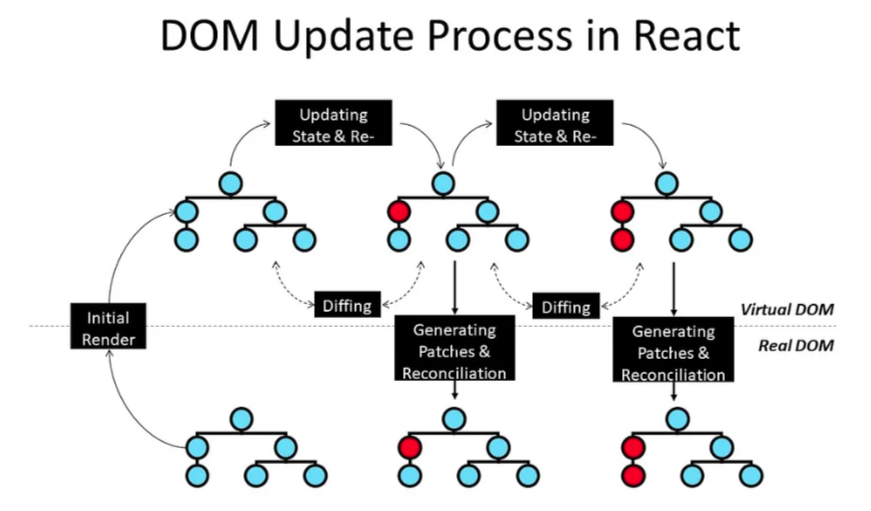 DOM Update Process in React
Updating
State & Re-
Updating
State & Re-
Diffing
Diffing
Initial
Render
Virtual DOM
Real DOM
Generating
Patches &
Reconciliation
Generating
Patches &
Reconciliation